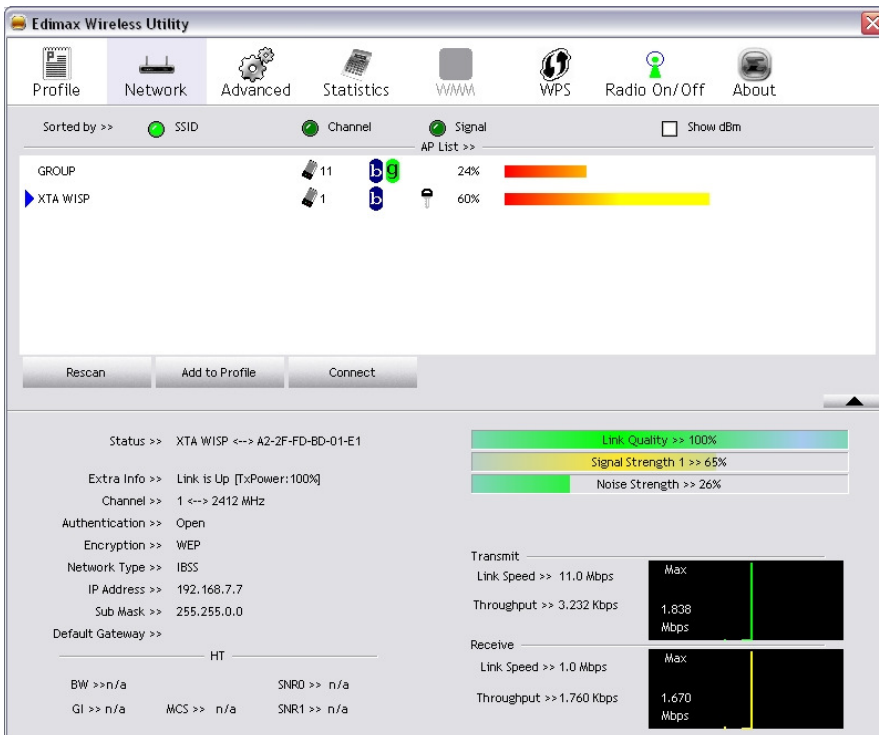 Edimax Wireless Utility
Profile Network Advanced Statistics WMM WPS Radio On/Off About
Sorted by >> SSID Channel Signal Show dBm
AP List >>
GROUP 11 b g 24%
XTA WISP 1 b 60%
Rescan Add to Profile Connect
Status >> XTA WISP <--> A2-2F-FD-BD-01-E1
Extra Info >> Link is Up [TxPower:100%]
Channel >> 1 <--> 2412 MHz
Authentication >> Open
Encryption >> WEP
Network Type >> IBSS
IP Address >> 192.168.7.7
Sub Mask >> 255.255.0.0
Default Gateway >>
HT
BW >>n/a SNR0 >> n/a
GI >> n/a MCS >> n/a SNR1 >> n/a
Link Quality >> 100%
Signal Strength 1 >> 65%
Noise Strength >> 26%
Transmit
Link Speed >> 11.0 Mbps
Throughput >> 3.232 Kbps
Max
1.838
Mbps
Receive
Link Speed >> 1.0 Mbps
Throughput >>1.760 Kbps
Max
1.670
Mbps